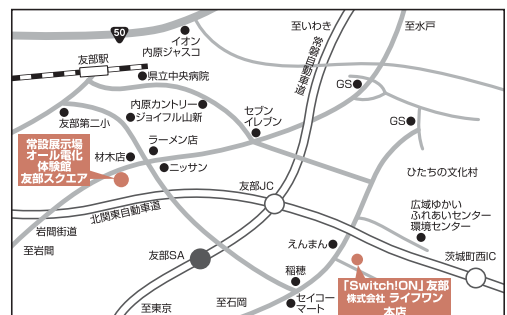 50
イオン
内原ジャスコ
至いわき
至水戸
常磐自動車道
友部駅
県立中央病院
GS
内原カントリー
ジョイフル山新
セブン
イレブン
GS
友部第二小
常設展示場
オール電化
体験館
友部スクエア
ラーメン店
材木店
ニッサン
ひたちの文化村
友部JC
北関東自動車道
広域ゆかい
ふれあいセンター
環境センター
岩間街道
至岩間
えんまん
友部SA
茨城町西IC
稲穂
「Switch!ON」友部
株式会社 ライフワン
本店
至東京
至石岡
セイコー
マート